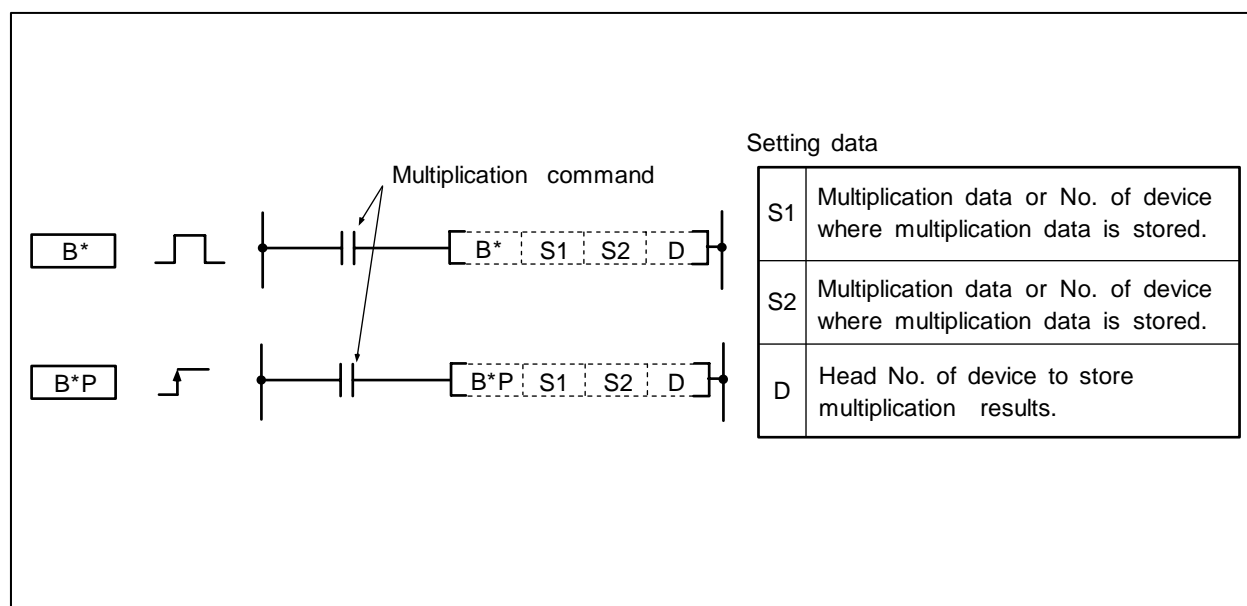 Setting data
Multiplication command
B*
B* S1 S2 D
B*P
B*P S1 S2 D
S1 Multiplication data or No. of device
where multiplication data is stored.
S2 Multiplication data or No. of device
where multiplication data is stored.
D Head No. of device to store
multiplication results.